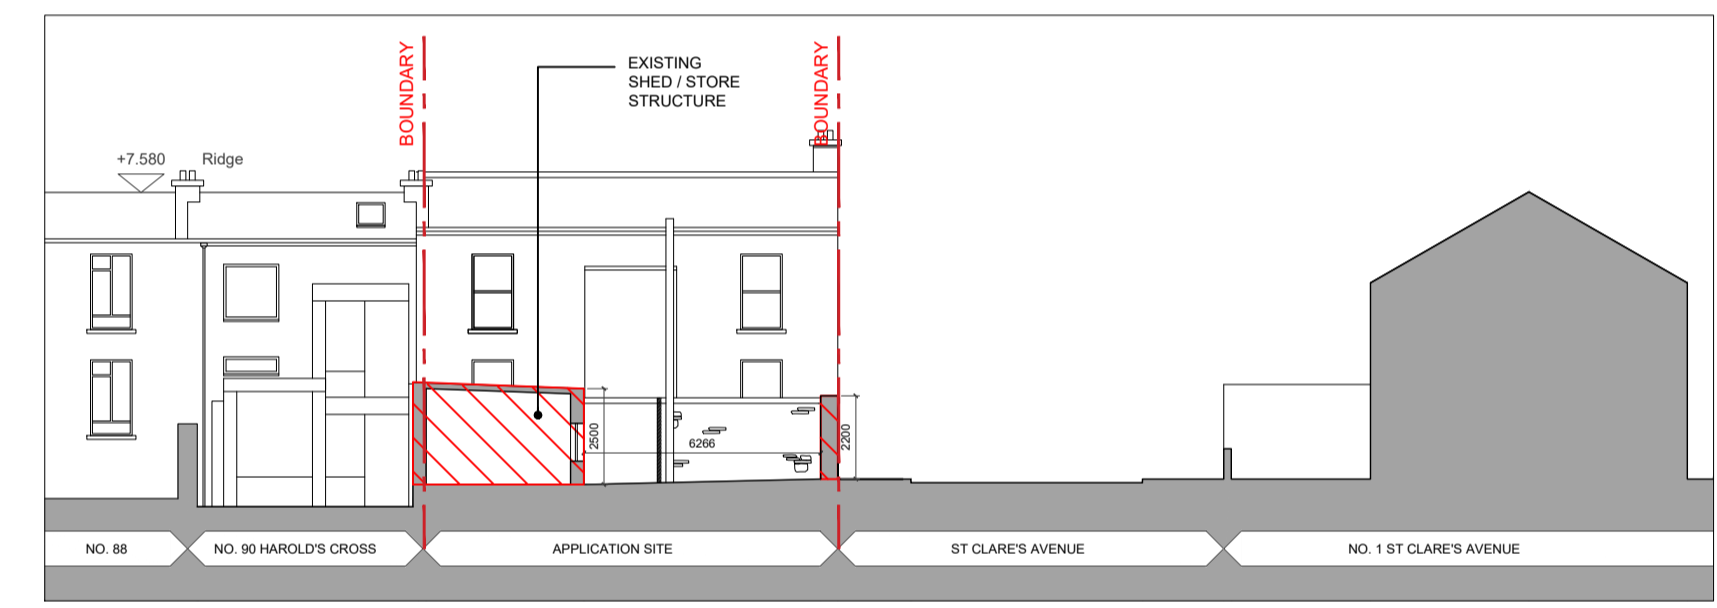 BOUNDARY
BOUNDARY
EXISTING
SHED / STORE
STRUCTURE
+7.580 Ridge
2500
6266
2200
NO. 88
NO. 90 HAROLD'S CROSS
APPLICATION SITE
ST CLARE'S AVENUE
NO. 1 ST CLARE'S AVENUE